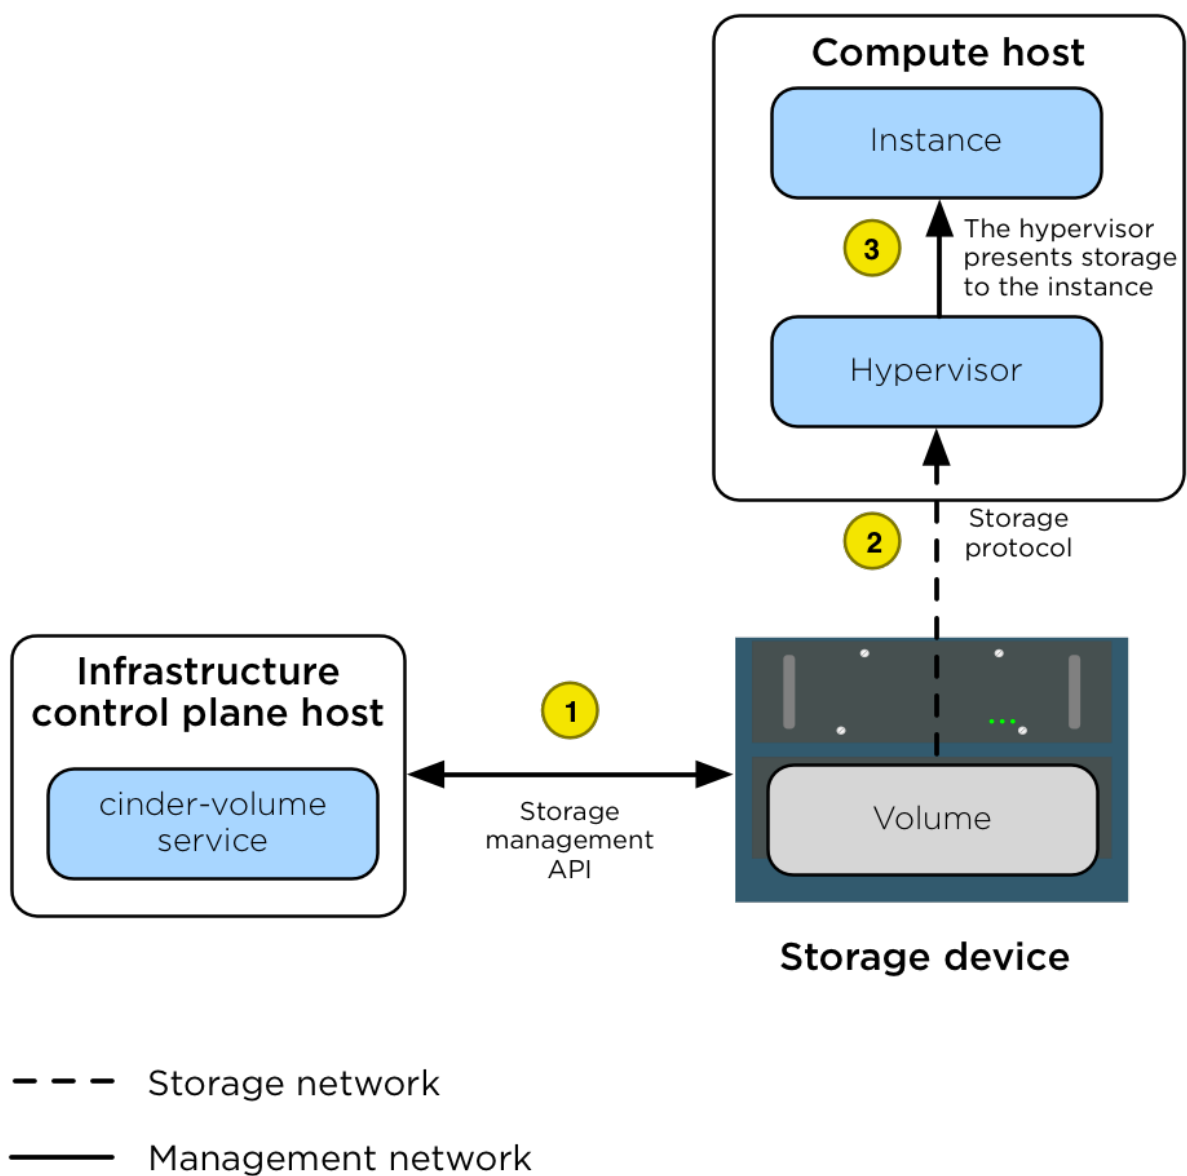 Compute host
Instance
3
The hypervisor
presents storage
to the instance
Hypervisor
2
Storage
protocol
Infrastructure
control plane host
cinder-volume
service
1
Storage
management
API
Volume
Storage device
Storage network
Management network